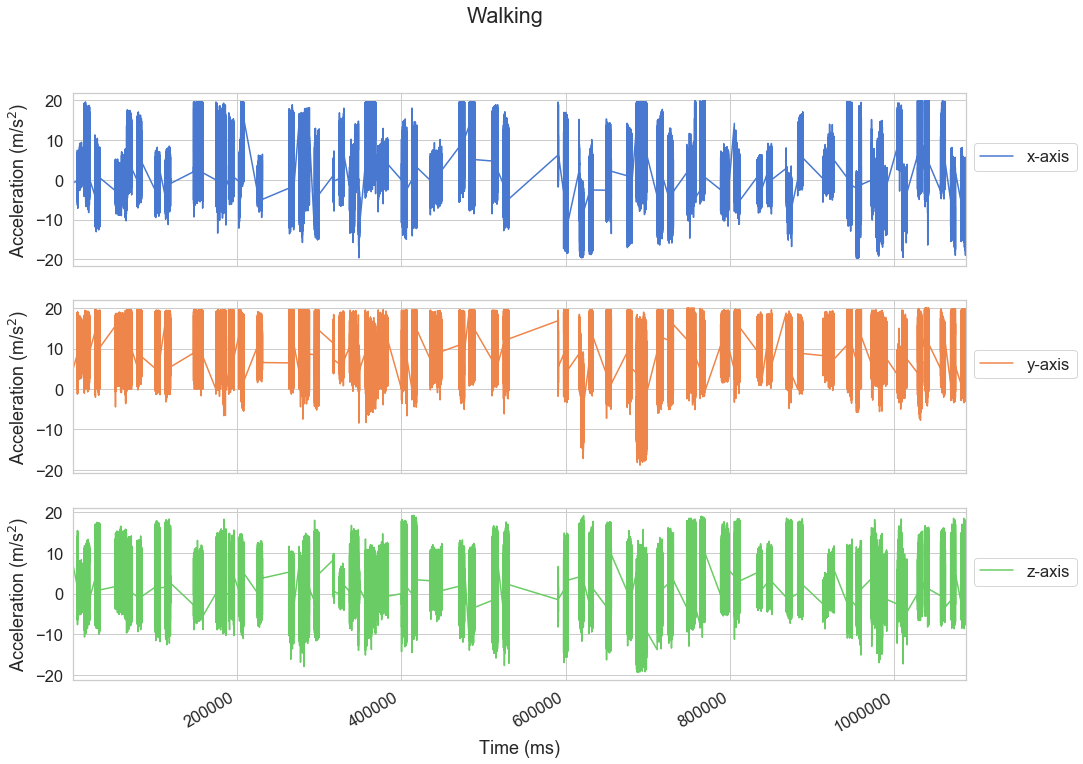 Walking
Acceleration (m/s²)
20
10
0
−10
−20
x-axis
Acceleration (m/s²)
20
10
0
−10
−20
y-axis
Acceleration (m/s²)
20
10
0
−10
−20
z-axis
200000
400000
600000
800000
1000000
Time (ms)